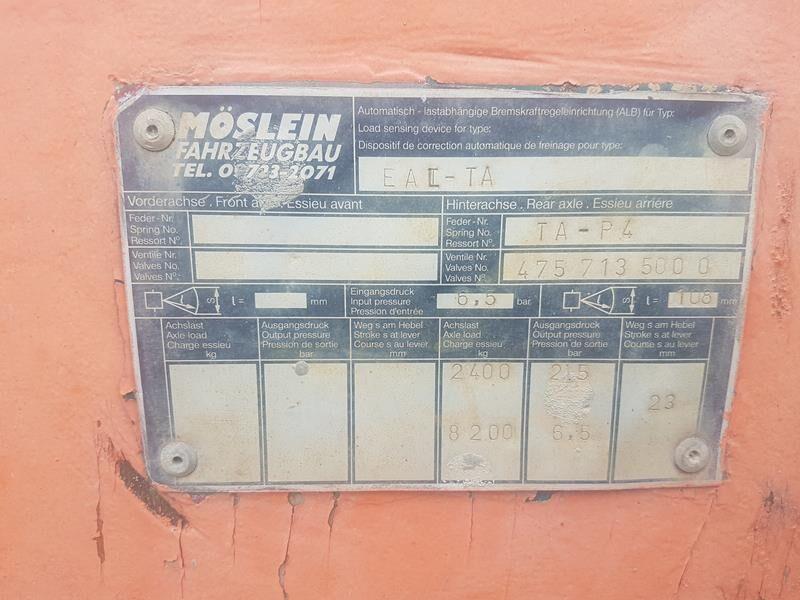 MÖSLEIN
FAHRZEUGBAU
TEL. 723-2071
Automatisch - lastabhängige Bremskraftregeleinrichtung (ALB) für Typ:
Load sensing device for type:
Dispositif de correction automatique de freinage pour type:
Vorderachse . Front axle . Essieu avant
Feder-Nr.
Spring No.
Ressort Nº.
Ventile Nr.
Valves No.
Valves Nº.
Hinterachse . Rear axle . Essieu arrière
Feder-Nr.
Spring No. TA-P4
Ressort Nº.
Ventile Nr.
Valves No. 475 713 500 0
Valves Nº.
l = mm
Eingangsdruck
Input pressure 6,5 bar
Pression d'entrée
l = 108 mm
Achslast
Axle load
Charge essieu
kg
Ausgangsdruck
Output pressure
Pression de sortie
bar
Weg s am Hebel
Stroke s at lever
Course s au levier
mm
Achslast
Axle load
Charge essieu
kg
Ausgangsdruck
Output pressure
Pression de sortie
bar
Weg s am Hebel
Stroke s at lever
Course s au levier
mm
2400
23
8200 6,5